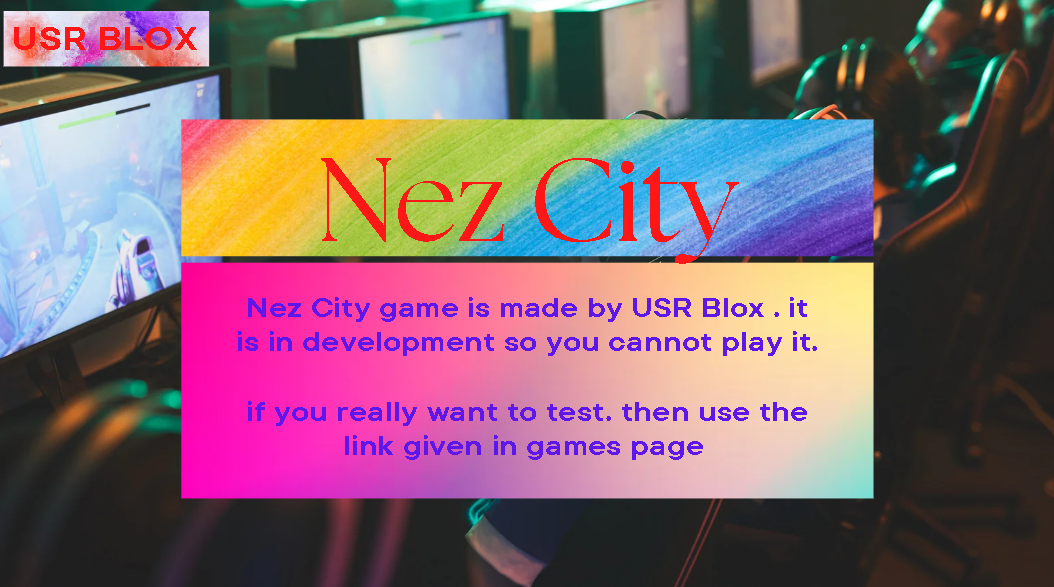 USR BLOX
Nez City
Nez City game is made by USR Blox . it
is in development so you cannot play it.
if you really want to test. then use the
link given in games page